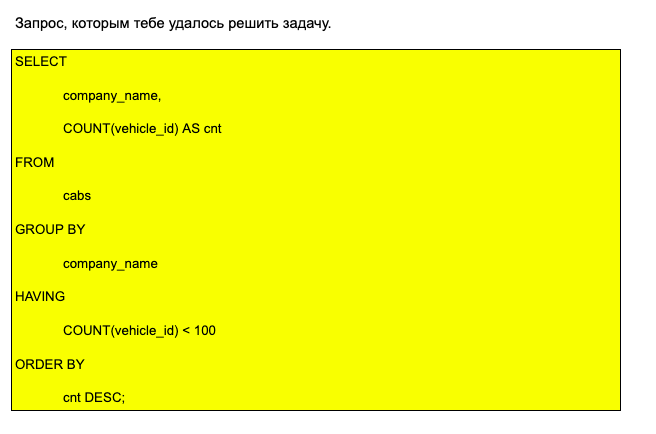 Запрос, которым тебе удалось решить задачу.
SELECT
company_name,
COUNT(vehicle_id) AS cnt
FROM
cabs
GROUP BY
company_name
HAVING
COUNT(vehicle_id) < 100
ORDER BY
cnt DESC;